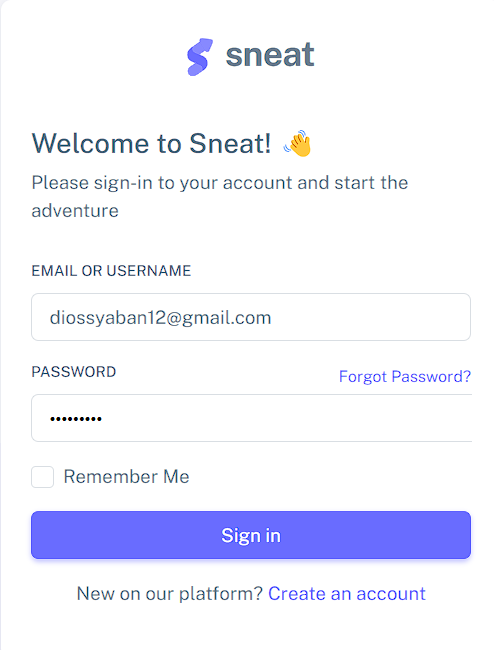 sneat
Welcome to Sneat! 👋
Please sign-in to your account and start the
adventure
EMAIL OR USERNAME
diossyaban12@gmail.com
PASSWORD
Forgot Password?
•••••••••
Remember Me
Sign in
New on our platform? Create an account